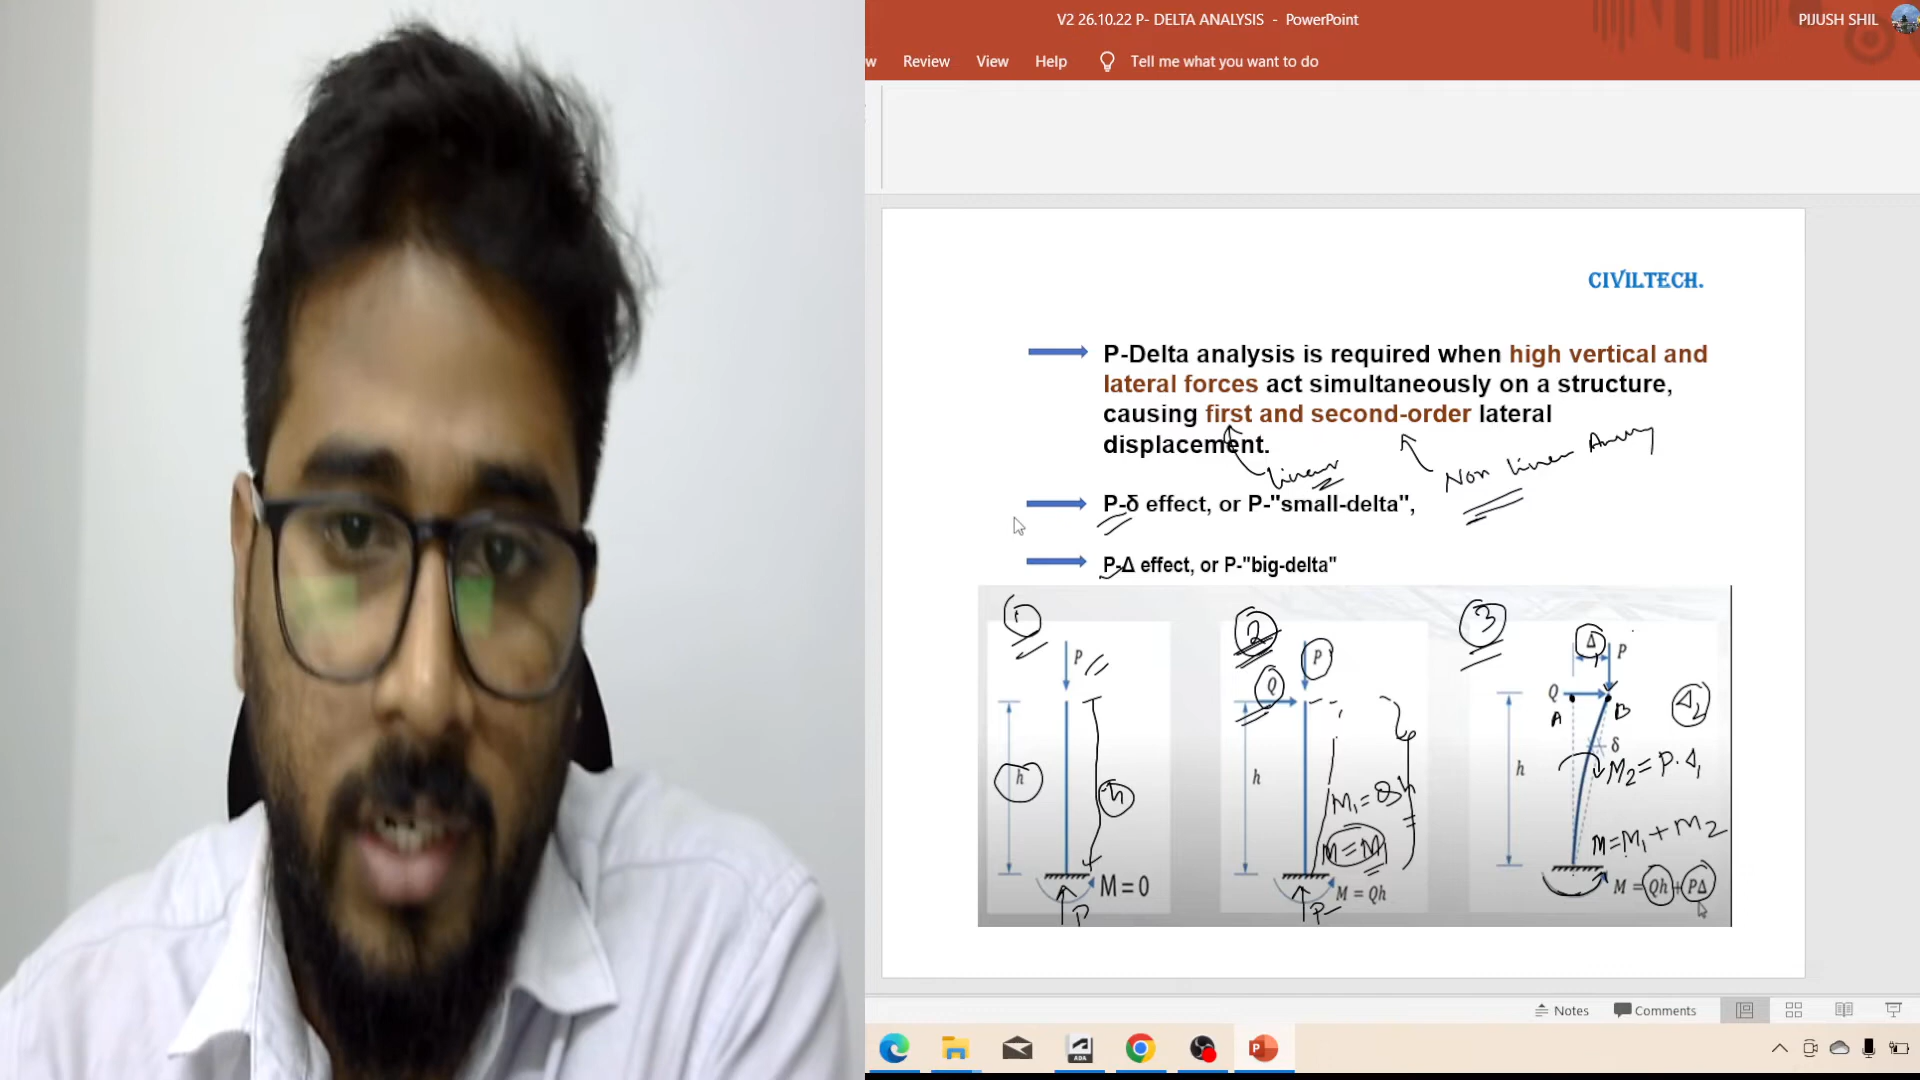 V2 26.10.22 P- DELTA ANALYSIS - PowerPoint
PIJUSH SHIL
w Review View Help Tell me what you want to do
CIVILTECH.
P-Delta analysis is required when high vertical and
lateral forces act simultaneously on a structure,
causing first and second-order lateral
displacement.
Linear
Non Linear
P-δ effect, or P-"small-delta",
P-Δ effect, or P-"big-delta"
1
P
h
h
M = 0
P
2
P
Q
h
M₁ = Qh
M = M₁
M = Qh
P
3
Δ₁
P
Q
A
B
Δ₂
δ
h
M₂ = P·Δ₁
M = M₁ + M₂
M = Qh + PΔ
Notes Comments